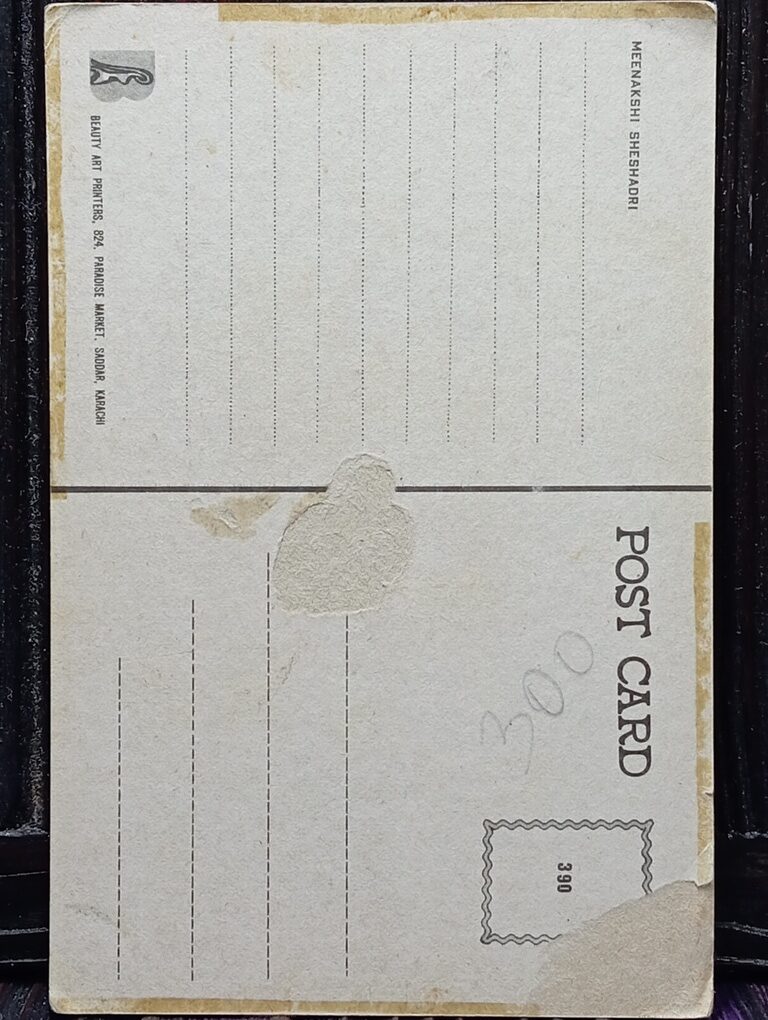 MEENAKSHI SHESHADRI
BEAUTY ART PRINTERS, 824, PARADISE MARKET, SADDAR, KARACHI
POST CARD
300
390